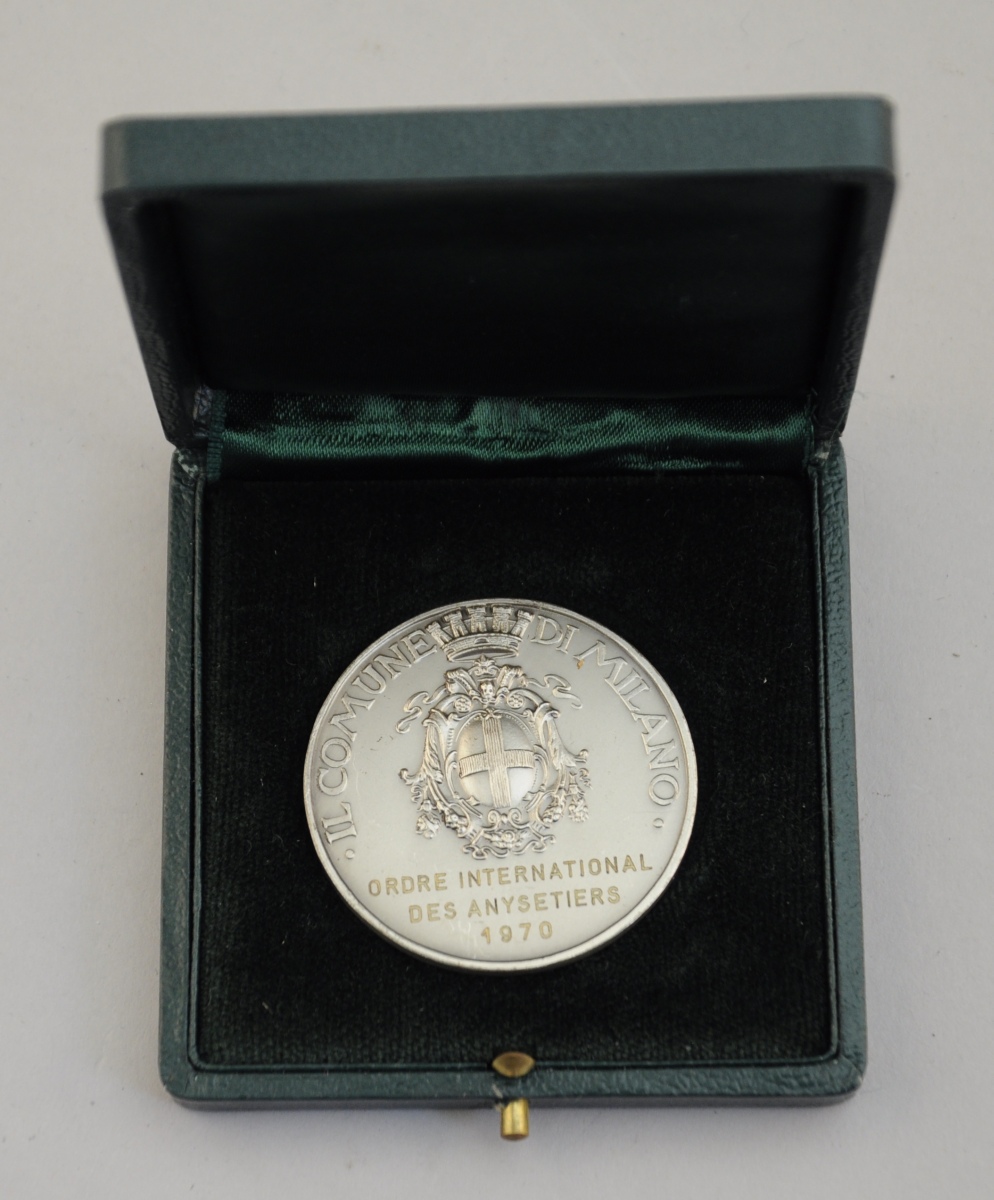 · IL COMUNE DI MILANO ·
ORDRE INTERNATIONAL
DES ANYSETIERS
1970